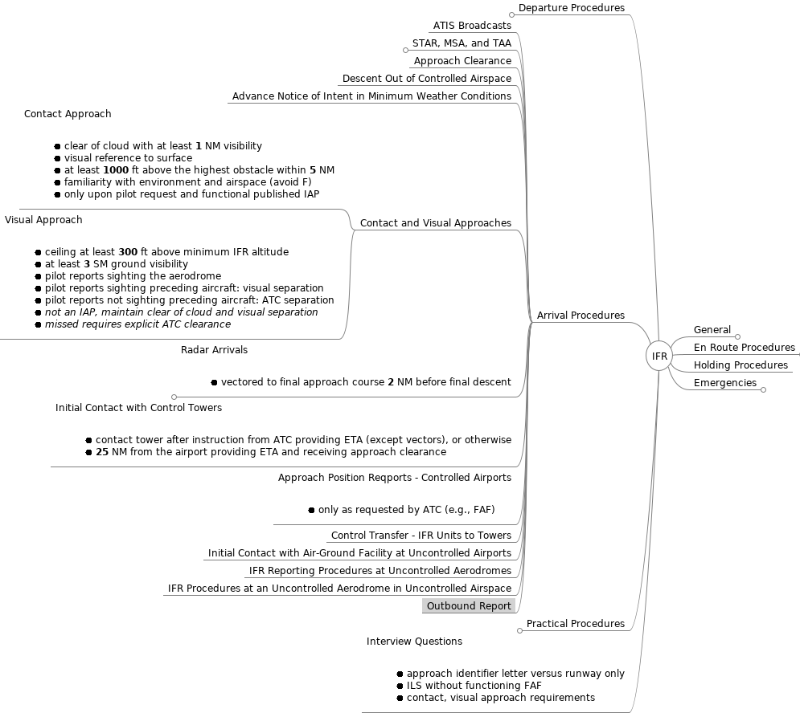 Departure Procedures
ATIS Broadcasts
STAR, MSA, and TAA
Approach Clearance
Descent Out of Controlled Airspace
Advance Notice of Intent in Minimum Weather Conditions
Contact Approach
clear of cloud with at least 1 NM visibility
visual reference to surface
at least 1000 ft above the highest obstacle within 5 NM
familiarity with environment and airspace (avoid F)
only upon pilot request and functional published IAP
Visual Approach
ceiling at least 300 ft above minimum IFR altitude
at least 3 SM ground visibility
pilot reports sighting the aerodrome
pilot reports sighting preceding aircraft: visual separation
pilot reports not sighting preceding aircraft: ATC separation
not an IAP, maintain clear of cloud and visual separation
missed requires explicit ATC clearance
Contact and Visual Approaches
Arrival Procedures
Radar Arrivals
vectored to final approach course 2 NM before final descent
Initial Contact with Control Towers
contact tower after instruction from ATC providing ETA (except vectors), or otherwise
25 NM from the airport providing ETA and receiving approach clearance
Approach Position Reqports - Controlled Airports
only as requested by ATC (e.g., FAF)
Control Transfer - IFR Units to Towers
Initial Contact with Air-Ground Facility at Uncontrolled Airports
IFR Reporting Procedures at Uncontrolled Aerodromes
IFR Procedures at an Uncontrolled Aerodrome in Uncontrolled Airspace
Outbound Report
Practical Procedures
Interview Questions
approach identifier letter versus runway only
ILS without functioning FAF
contact, visual approach requirements
IFR
General
En Route Procedures
Holding Procedures
Emergencies